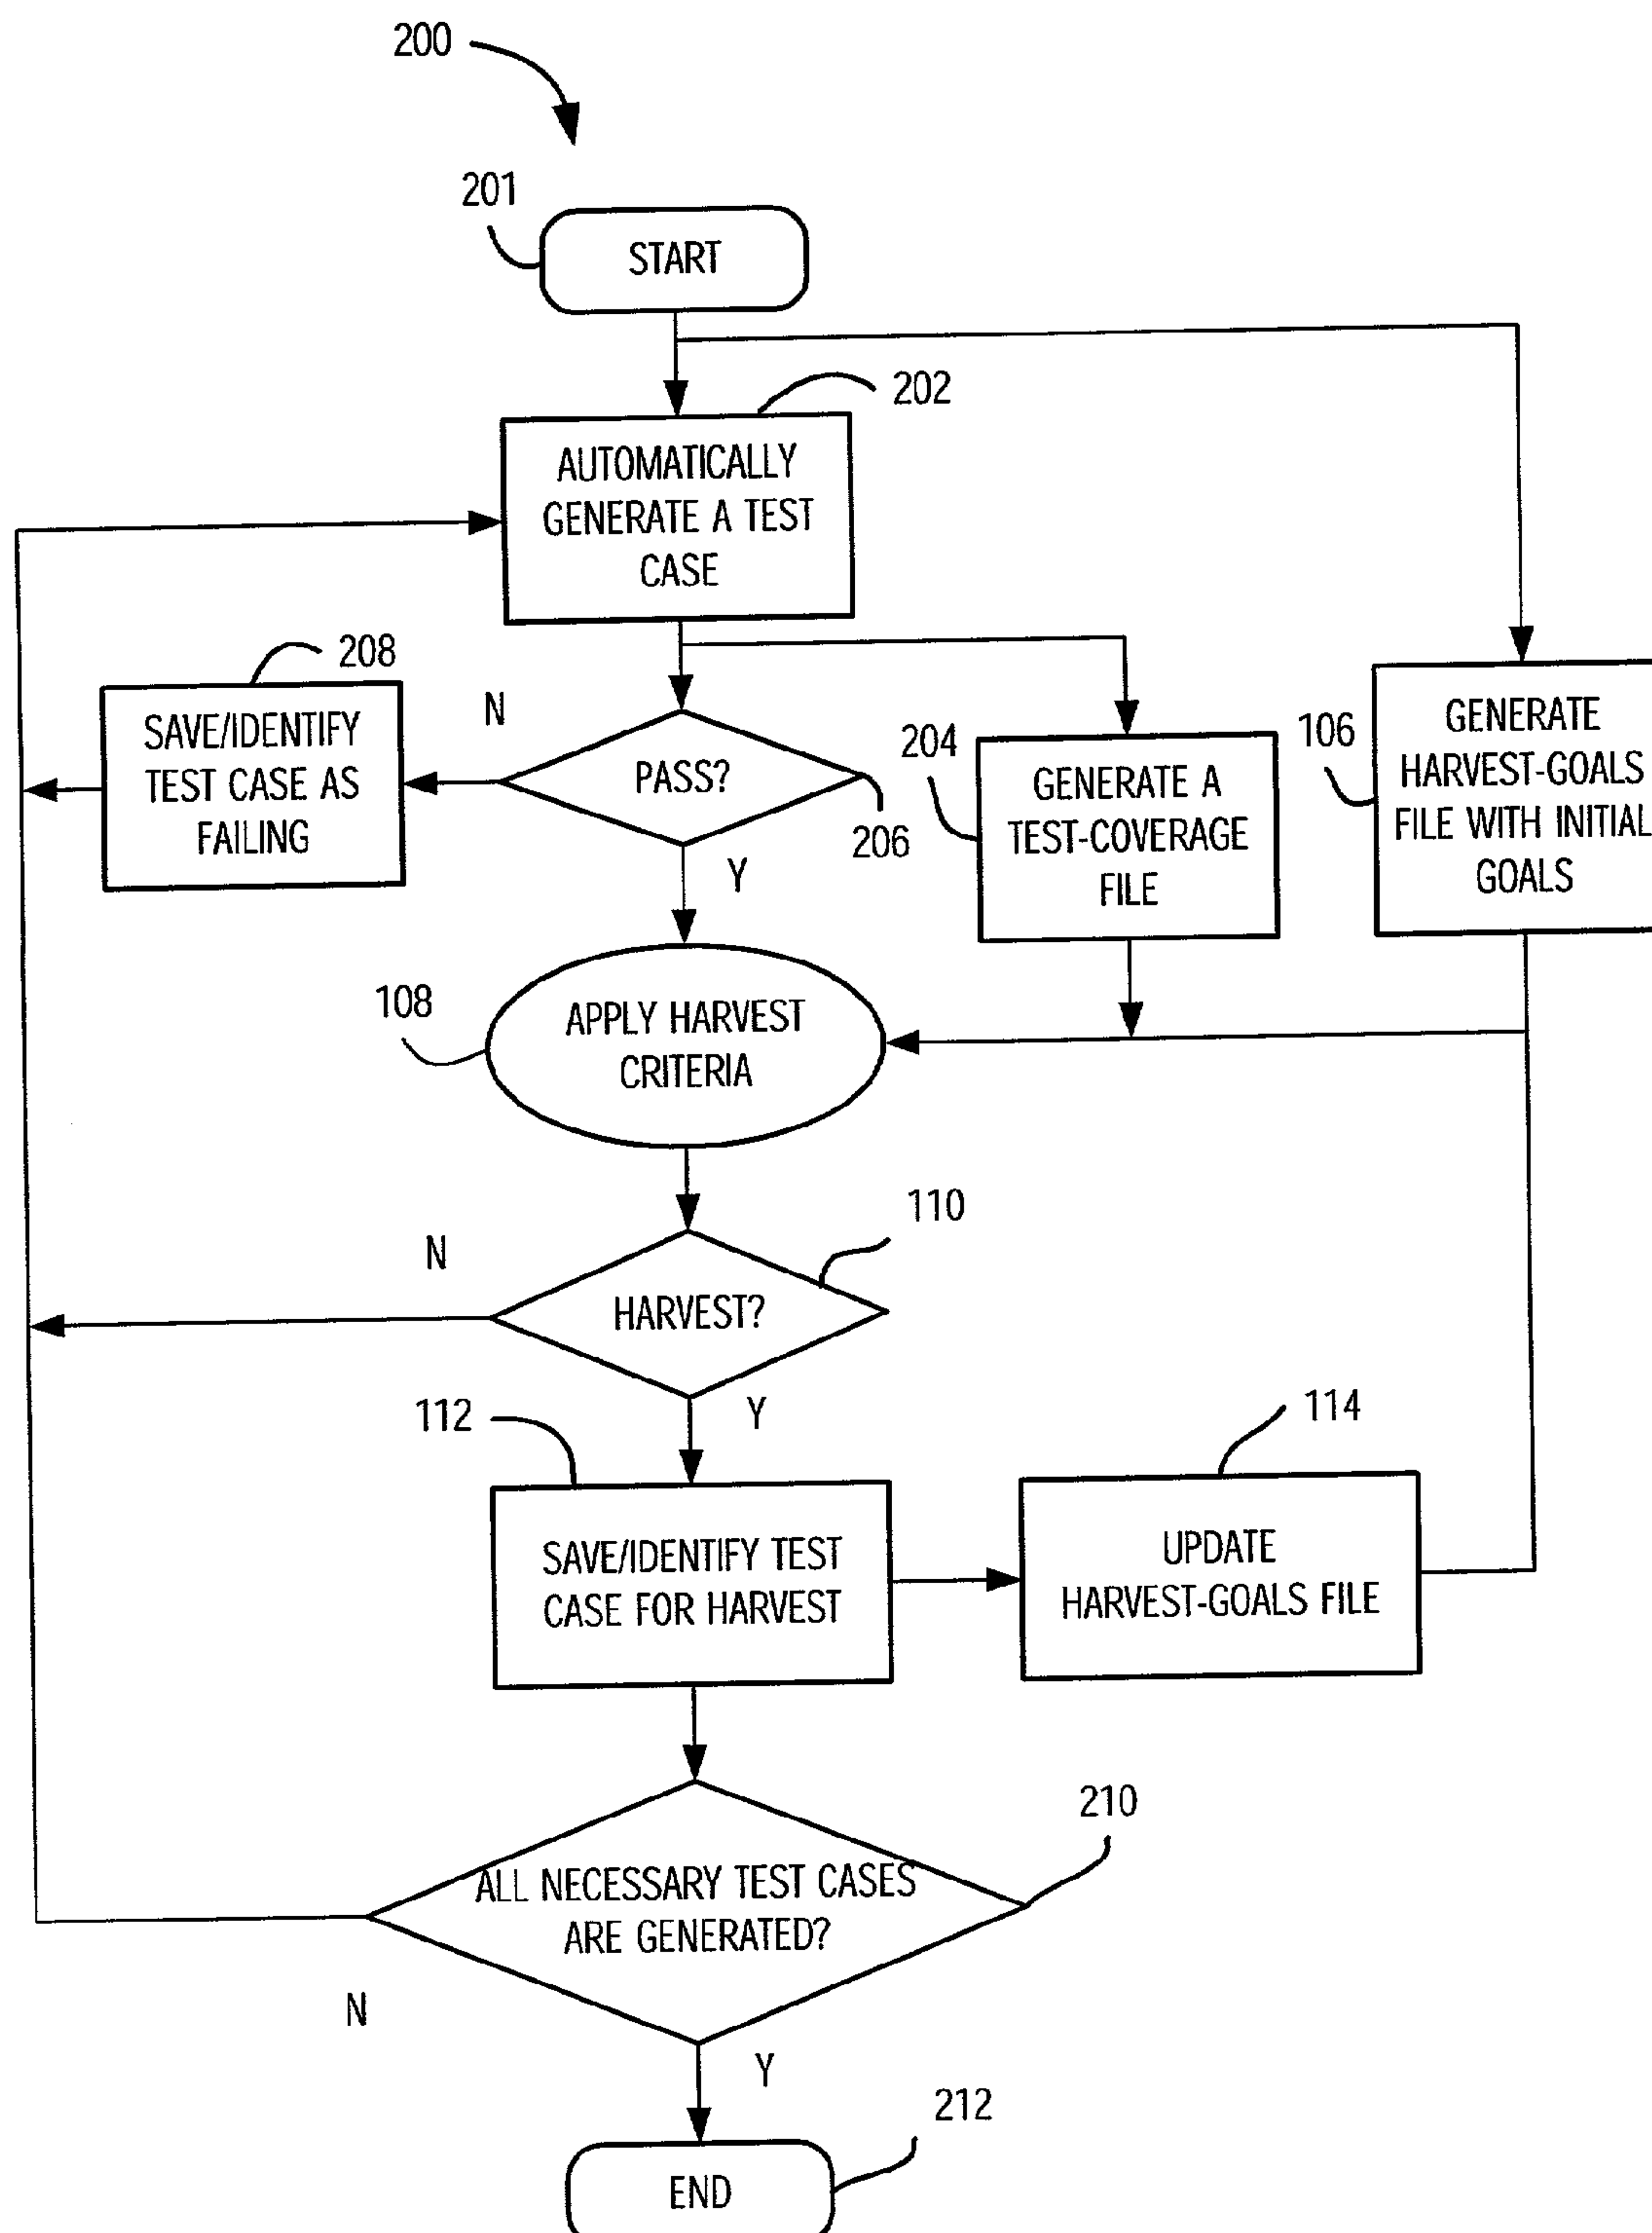 200
201
START
202
AUTOMATICALLY
GENERATE A TEST
CASE
208
SAVE/IDENTIFY
TEST CASE AS
FAILING
N
PASS?
206
Y
204
GENERATE A
TEST-COVERAGE
FILE
106
GENERATE
HARVEST-GOALS
FILE WITH INITIAL
GOALS
108
APPLY HARVEST
CRITERIA
110
N
HARVEST?
Y
112
SAVE/IDENTIFY TEST
CASE FOR HARVEST
114
UPDATE
HARVEST-GOALS FILE
210
ALL NECESSARY TEST CASES
ARE GENERATED?
N
Y
212
END